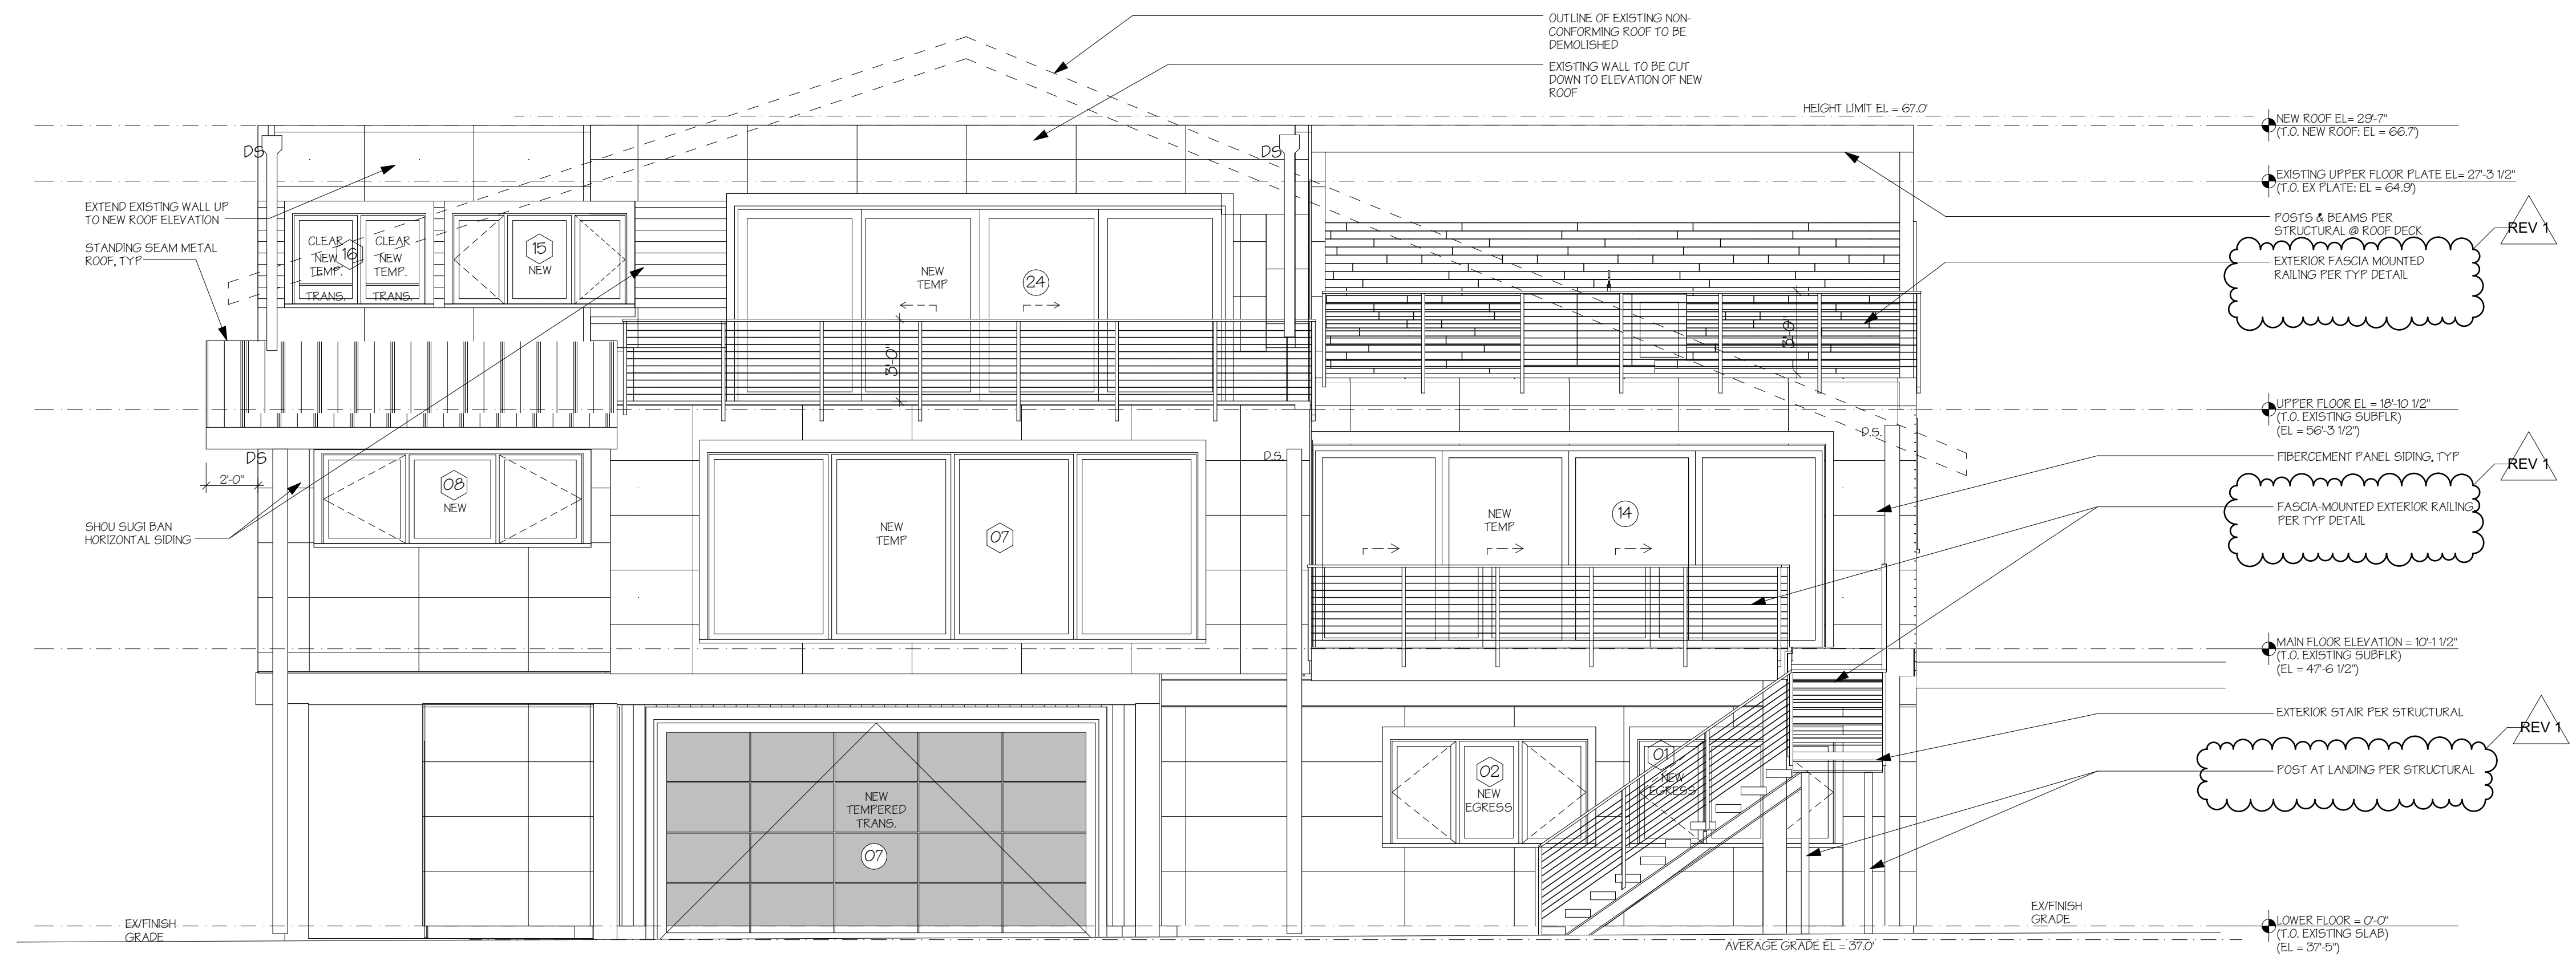 OUTLINE OF EXISTING NON-
CONFORMING ROOF TO BE
DEMOLISHED
EXISTING WALL TO BE CUT
DOWN TO ELEVATION OF NEW
ROOF
HEIGHT LIMIT EL = 67.0'
NEW ROOF EL= 29'-7"
(T.O. NEW ROOF: EL = 66.7')
EXISTING UPPER FLOOR PLATE EL= 27'-3 1/2"
(T.O. EX PLATE: EL = 64.9')
POSTS & BEAMS PER
STRUCTURAL @ ROOF DECK
REV 1
EXTERIOR FASCIA MOUNTED
RAILING PER TYP DETAIL
UPPER FLOOR EL = 18'-10 1/2"
(T.O. EXISTING SUBFLR)
(EL = 56'-3 1/2")
FIBERCEMENT PANEL SIDING, TYP
REV 1
FASCIA-MOUNTED EXTERIOR RAILING
PER TYP DETAIL
MAIN FLOOR ELEVATION = 10'-1 1/2"
(T.O. EXISTING SUBFLR)
(EL = 47'-6 1/2")
EXTERIOR STAIR PER STRUCTURAL
REV 1
POST AT LANDING PER STRUCTURAL
EX/FINISH
GRADE
LOWER FLOOR = 0'-0"
(T.O. EXISTING SLAB)
(EL = 37'-5")
AVERAGE GRADE EL = 37.0'
DS
DS
EXTEND EXISTING WALL UP
TO NEW ROOF ELEVATION
STANDING SEAM METAL
ROOF, TYP
CLEAR
NEW
TEMP.
TRANS.
16
CLEAR
NEW
TEMP.
TRANS.
15
NEW
NEW
TEMP
24
3'-0"
3'-0"
DS
D.S.
D.S.
2'-0"
08
NEW
NEW
TEMP
07
NEW
TEMP
14
SHOU SUGI BAN
HORIZONTAL SIDING
NEW
TEMPERED
TRANS.
07
02
NEW
EGRESS
01
NEW
EGRESS
EX/FINISH
GRADE